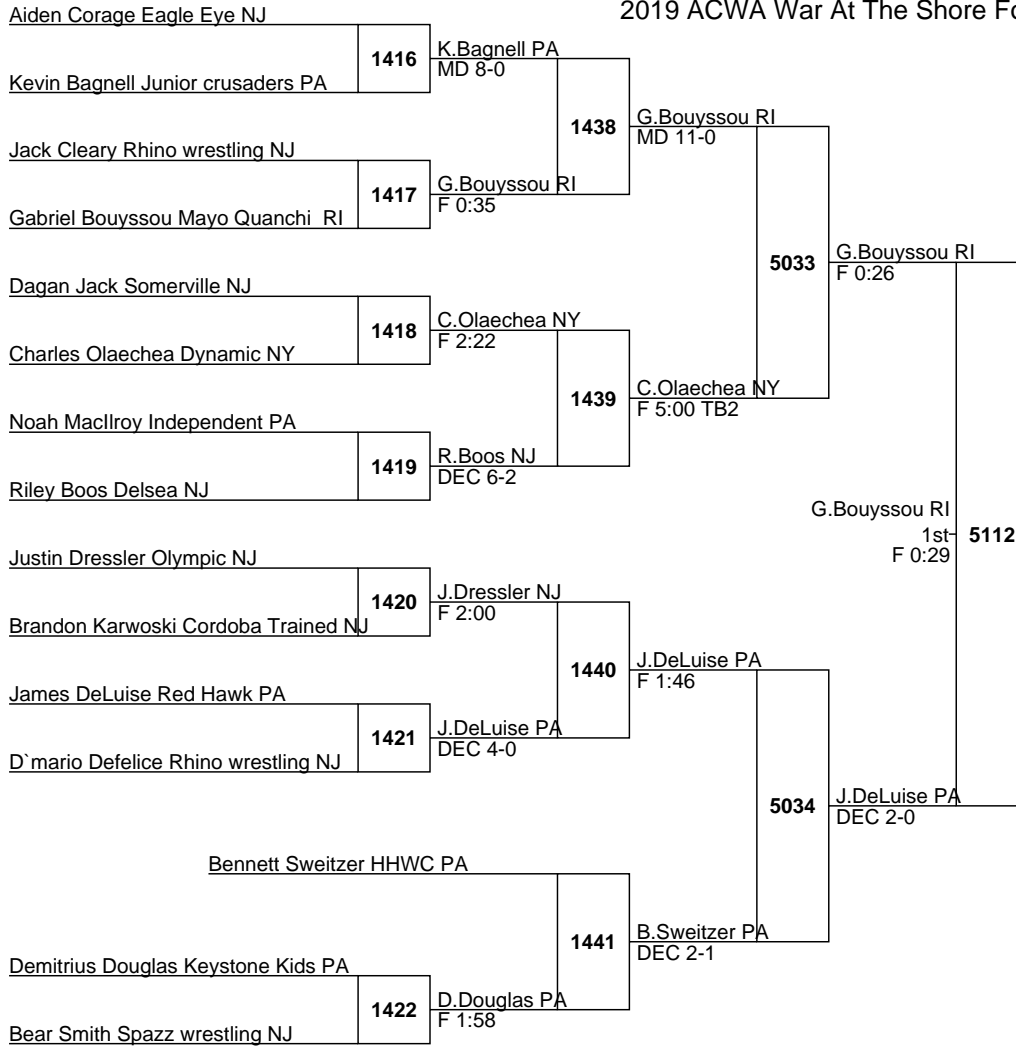 2019 ACWA War At The Shore Fo
Aiden Corage Eagle Eye NJ
1416
K.Bagnell PA
MD 8-0
Kevin Bagnell Junior crusaders PA
1438
G.Bouyssou RI
MD 11-0
Jack Cleary Rhino wrestling NJ
1417
G.Bouyssou RI
F 0:35
Gabriel Bouyssou Mayo Quanchi  RI
5033
G.Bouyssou RI
F 0:26
Dagan Jack Somerville NJ
1418
C.Olaechea NY
F 2:22
Charles Olaechea Dynamic NY
1439
C.Olaechea NY
F 5:00 TB2
Noah MacIlroy Independent PA
1419
R.Boos NJ
DEC 6-2
Riley Boos Delsea NJ
G.Bouyssou RI
1st
5112
F 0:29
Justin Dressler Olympic NJ
1420
J.Dressler NJ
F 2:00
Brandon Karwoski Cordoba Trained NJ
1440
J.DeLuise PA
F 1:46
James DeLuise Red Hawk PA
1421
J.DeLuise PA
DEC 4-0
D`mario Defelice Rhino wrestling NJ
5034
J.DeLuise PA
DEC 2-0
Bennett Sweitzer HHWC PA
1441
B.Sweitzer PA
DEC 2-1
Demitrius Douglas Keystone Kids PA
1422
D.Douglas PA
F 1:58
Bear Smith Spazz wrestling NJ